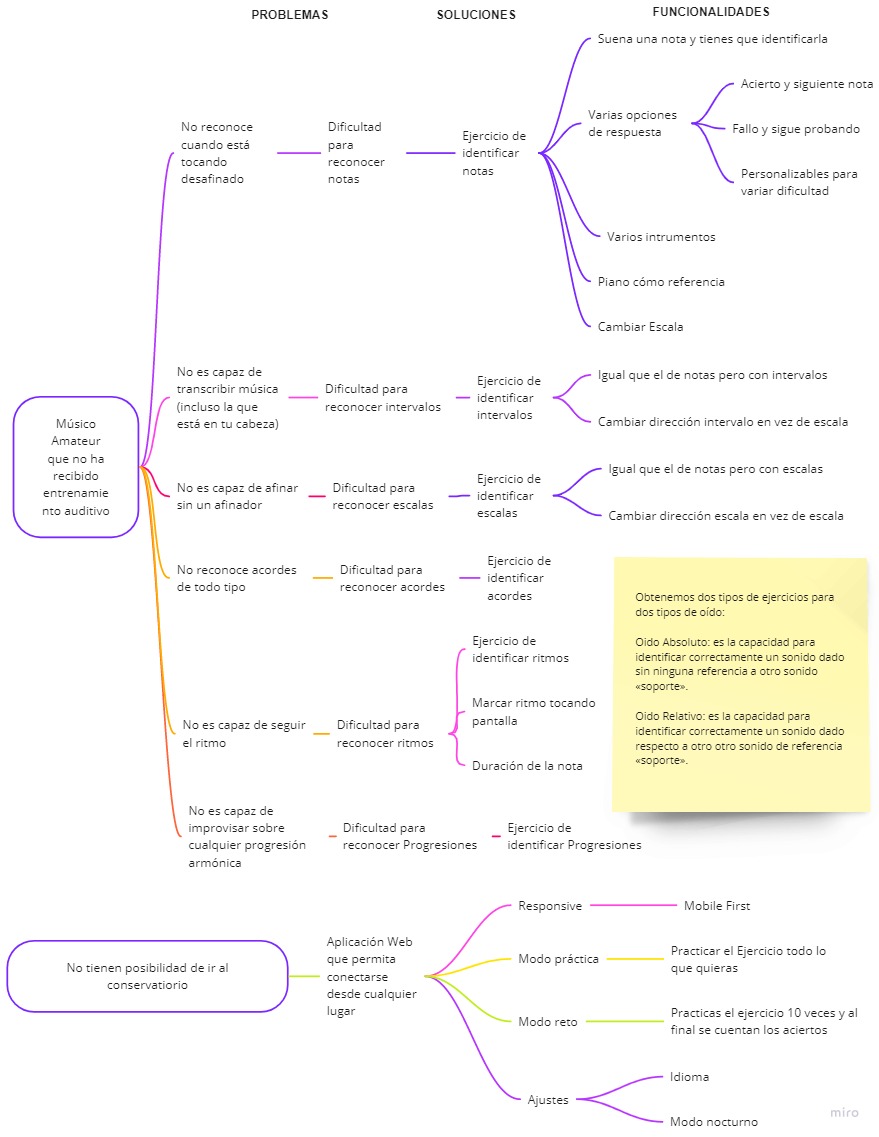 PROBLEMAS
SOLUCIONES
FUNCIONALIDADES
Músico
Amateur
que no ha
recibido
entrenamie
nto auditivo
No reconoce
cuando está
tocando
desafinado
Dificultad
para
reconocer
notas
Ejercicio de
identificar
notas
Suena una nota y tienes que identificarla
Varias opciones
de respuesta
Acierto y siguiente nota
Fallo y sigue probando
Personalizables para
variar dificultad
Varios intrumentos
Piano cómo referencia
Cambiar Escala
No es capaz de
transcribir música
(incluso la que
está en tu cabeza)
Dificultad para
reconocer intervalos
Ejercicio de
identificar
intervalos
Igual que el de notas pero con intervalos
Cambiar dirección intervalo en vez de escala
No es capaz de afinar
sin un afinador
Dificultad para
reconocer escalas
Ejercicio de
identificar
escalas
Igual que el de notas pero con escalas
Cambiar dirección escala en vez de escala
No reconoce acordes
de todo tipo
Dificultad para
reconocer acordes
Ejercicio de
identificar
acordes
No es capaz de seguir
el ritmo
Dificultad para
reconocer ritmos
Ejercicio de
identificar ritmos
Marcar ritmo tocando
pantalla
Duración de la nota
No es capaz de
improvisar sobre
cualquier progresión
armónica
Dificultad para
reconocer Progresiones
Ejercicio de
identificar Progresiones
Obtenemos dos tipos de ejercicios para
dos tipos de oído:
Oido Absoluto: es la capacidad para
identificar correctamente un sonido dado
sin ninguna referencia a otro sonido
«soporte».
Oido Relativo: es la capacidad para
identificar correctamente un sonido dado
respecto a otro otro sonido de referencia
«soporte».
No tienen posibilidad de ir al
conservatiorio
Aplicación Web
que permita
conectarse
desde cualquier
lugar
Responsive
Mobile First
Modo práctica
Practicar el Ejercicio todo lo
que quieras
Modo reto
Practicas el ejercicio 10 veces y al
final se cuentan los aciertos
Ajustes
Idioma
Modo nocturno
miro